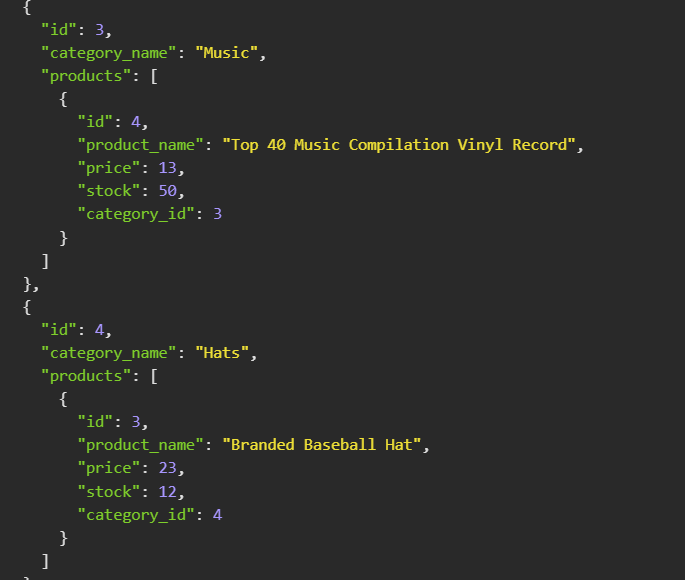 {
"id": 3,
"category_name": "Music",
"products": [
{
"id": 4,
"product_name": "Top 40 Music Compilation Vinyl Record",
"price": 13,
"stock": 50,
"category_id": 3
}
]
},
{
"id": 4,
"category_name": "Hats",
"products": [
{
"id": 3,
"product_name": "Branded Baseball Hat",
"price": 23,
"stock": 12,
"category_id": 4
}
]
}